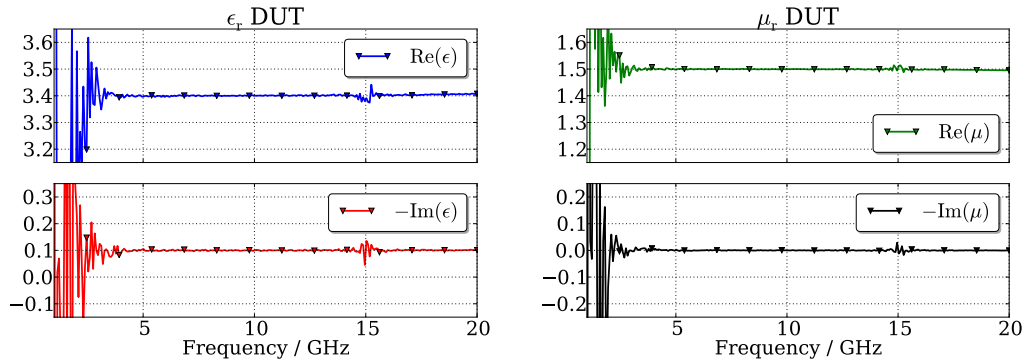 ϵr DUT
3.6
3.5
3.4
3.3
3.2
Re(ϵ)
0.3
0.2
0.1
0.0
−0.1
−Im(ϵ)
5 10 15 20
Frequency / GHz
μr DUT
1.6
1.5
1.4
1.3
1.2
Re(μ)
0.3
0.2
0.1
0.0
−0.1
−Im(μ)
5 10 15 20
Frequency / GHz